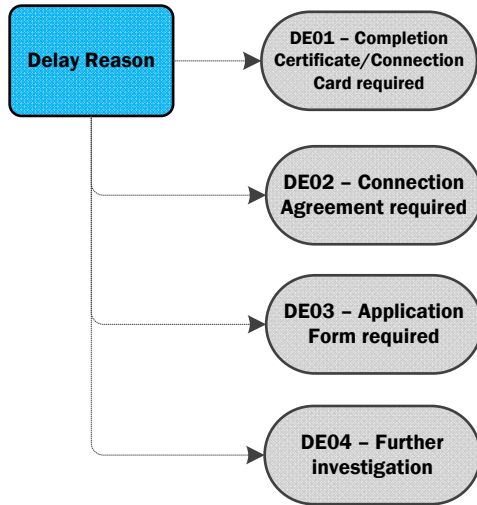 Delay Reason
DE01 – Completion
Certificate/Connection
Card required
DE02 – Connection
Agreement required
DE03 – Application
Form required
DE04 – Further
investigation